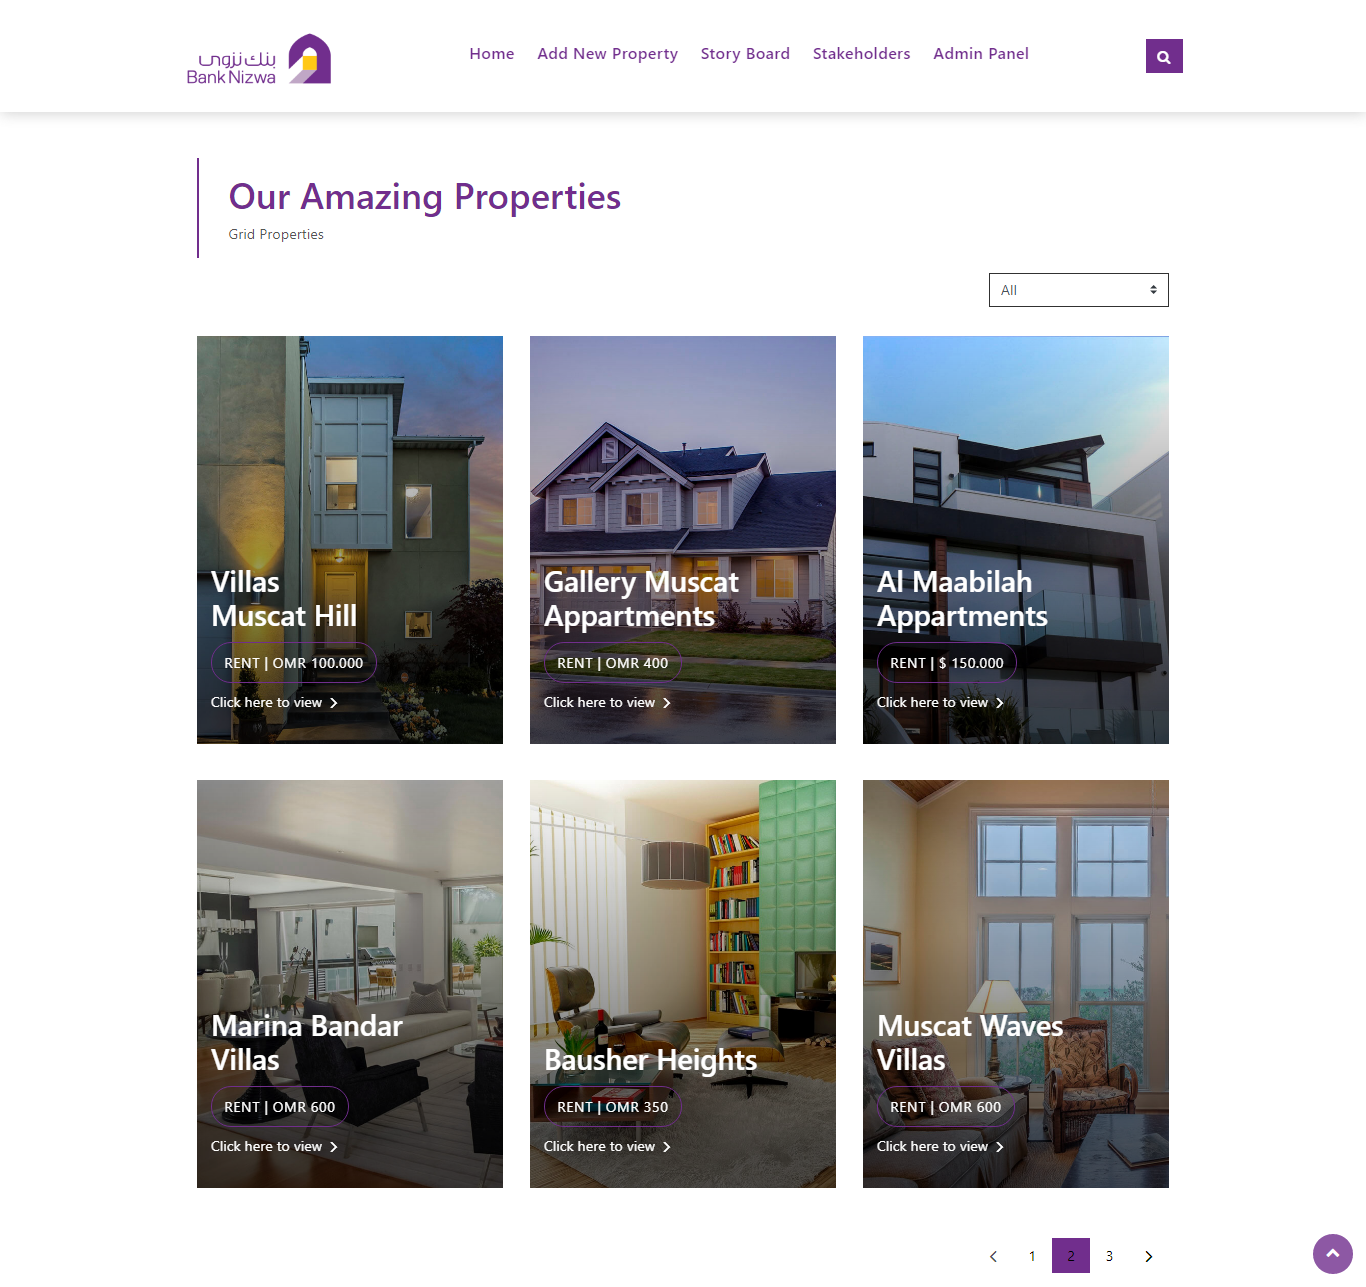 بنك نزوى
Bank Nizwa
Home
Add New Property
Story Board
Stakeholders
Admin Panel
Our Amazing Properties
Grid Properties
All
Villas
Muscat Hill
RENT | OMR 100.000
Click here to view
Gallery Muscat
Appartments
RENT | OMR 400
Click here to view
Al Maabilah
Appartments
RENT | $ 150.000
Click here to view
Marina Bandar
Villas
RENT | OMR 600
Click here to view
Bausher Heights
RENT | OMR 350
Click here to view
Muscat Waves
Villas
RENT | OMR 600
Click here to view
1 2 3